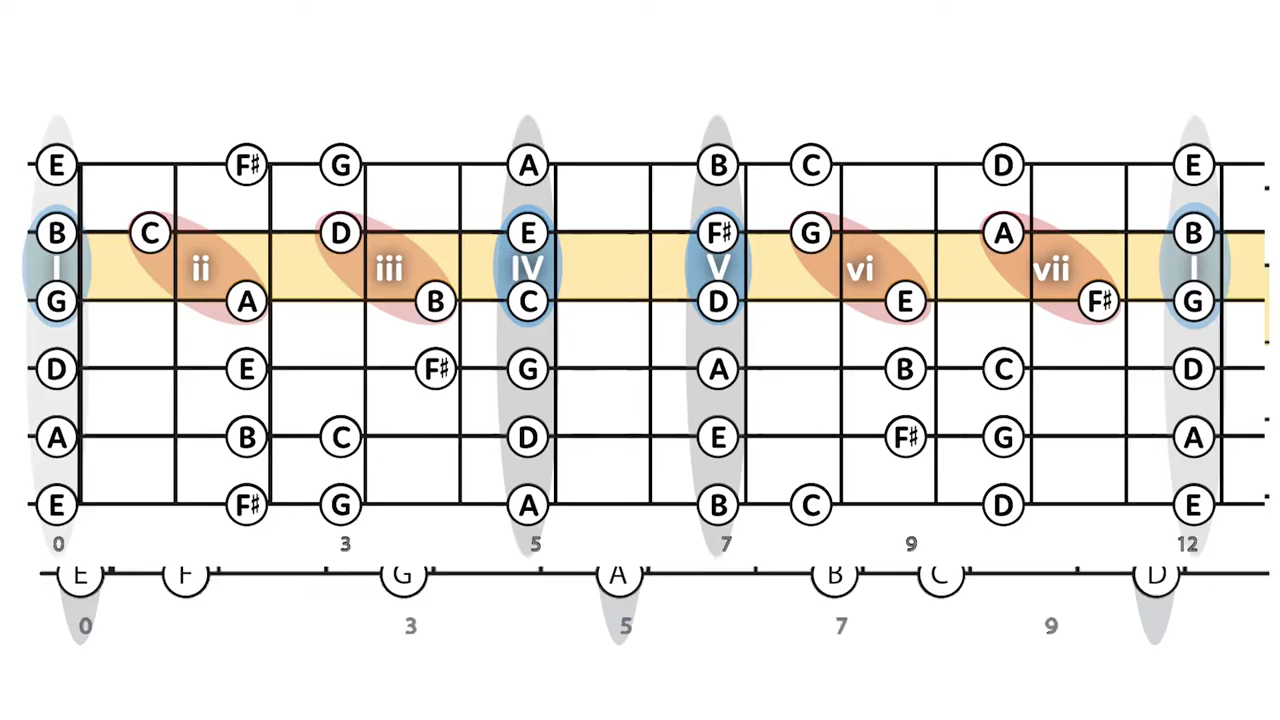 E F♯ G A B C D E
B C D E F♯ G A B
I ii iii IV V vi vii I
G A B C D E F♯ G
D E F♯ G A B C D
A B C D E F♯ G A
E F♯ G A B C D E
0 3 5 7 9 12
E F G A B C D
0 3 5 7 9